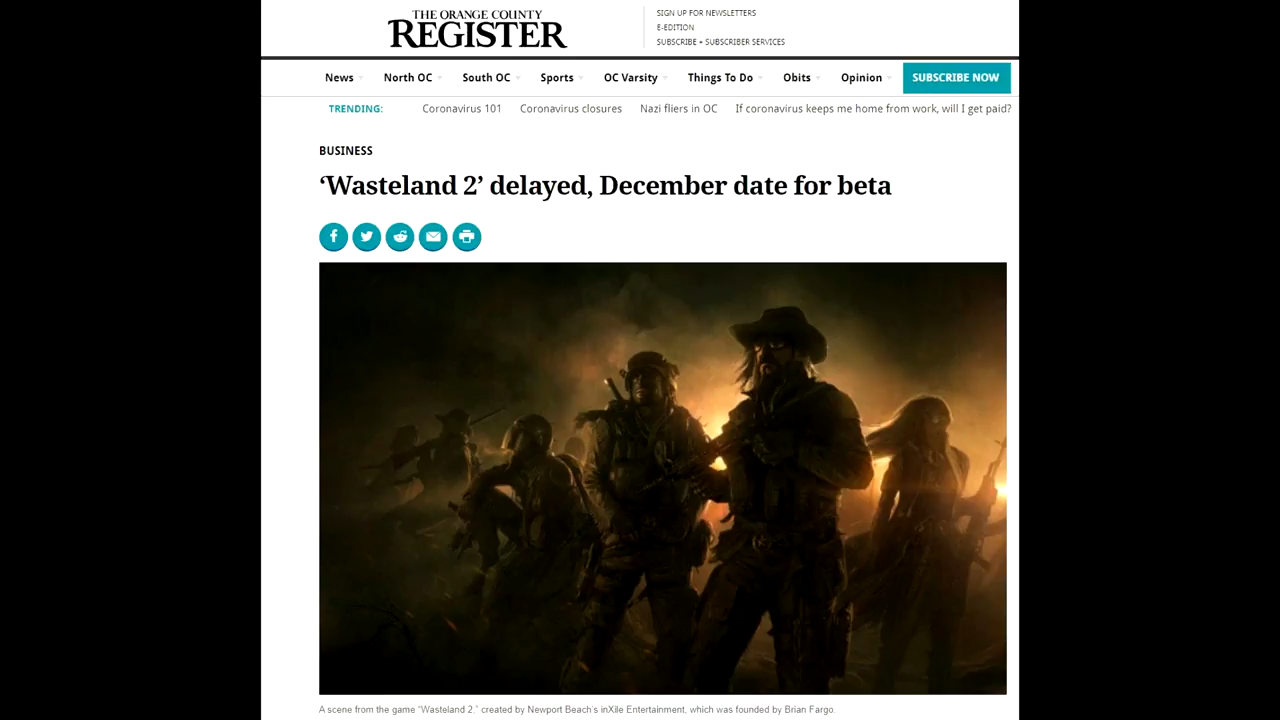 THE ORANGE COUNTY
REGISTER
SIGN UP FOR NEWSLETTERS
E-EDITION
SUBSCRIBE + SUBSCRIBER SERVICES
News North OC South OC Sports OC Varsity Things To Do Obits Opinion SUBSCRIBE NOW
TRENDING: Coronavirus 101 Coronavirus closures Nazi fliers in OC If coronavirus keeps me home from work, will I get paid?
BUSINESS
‘Wasteland 2’ delayed, December date for beta
A scene from the game "Wasteland 2," created by Newport Beach's inXile Entertainment, which was founded by Brian Fargo.